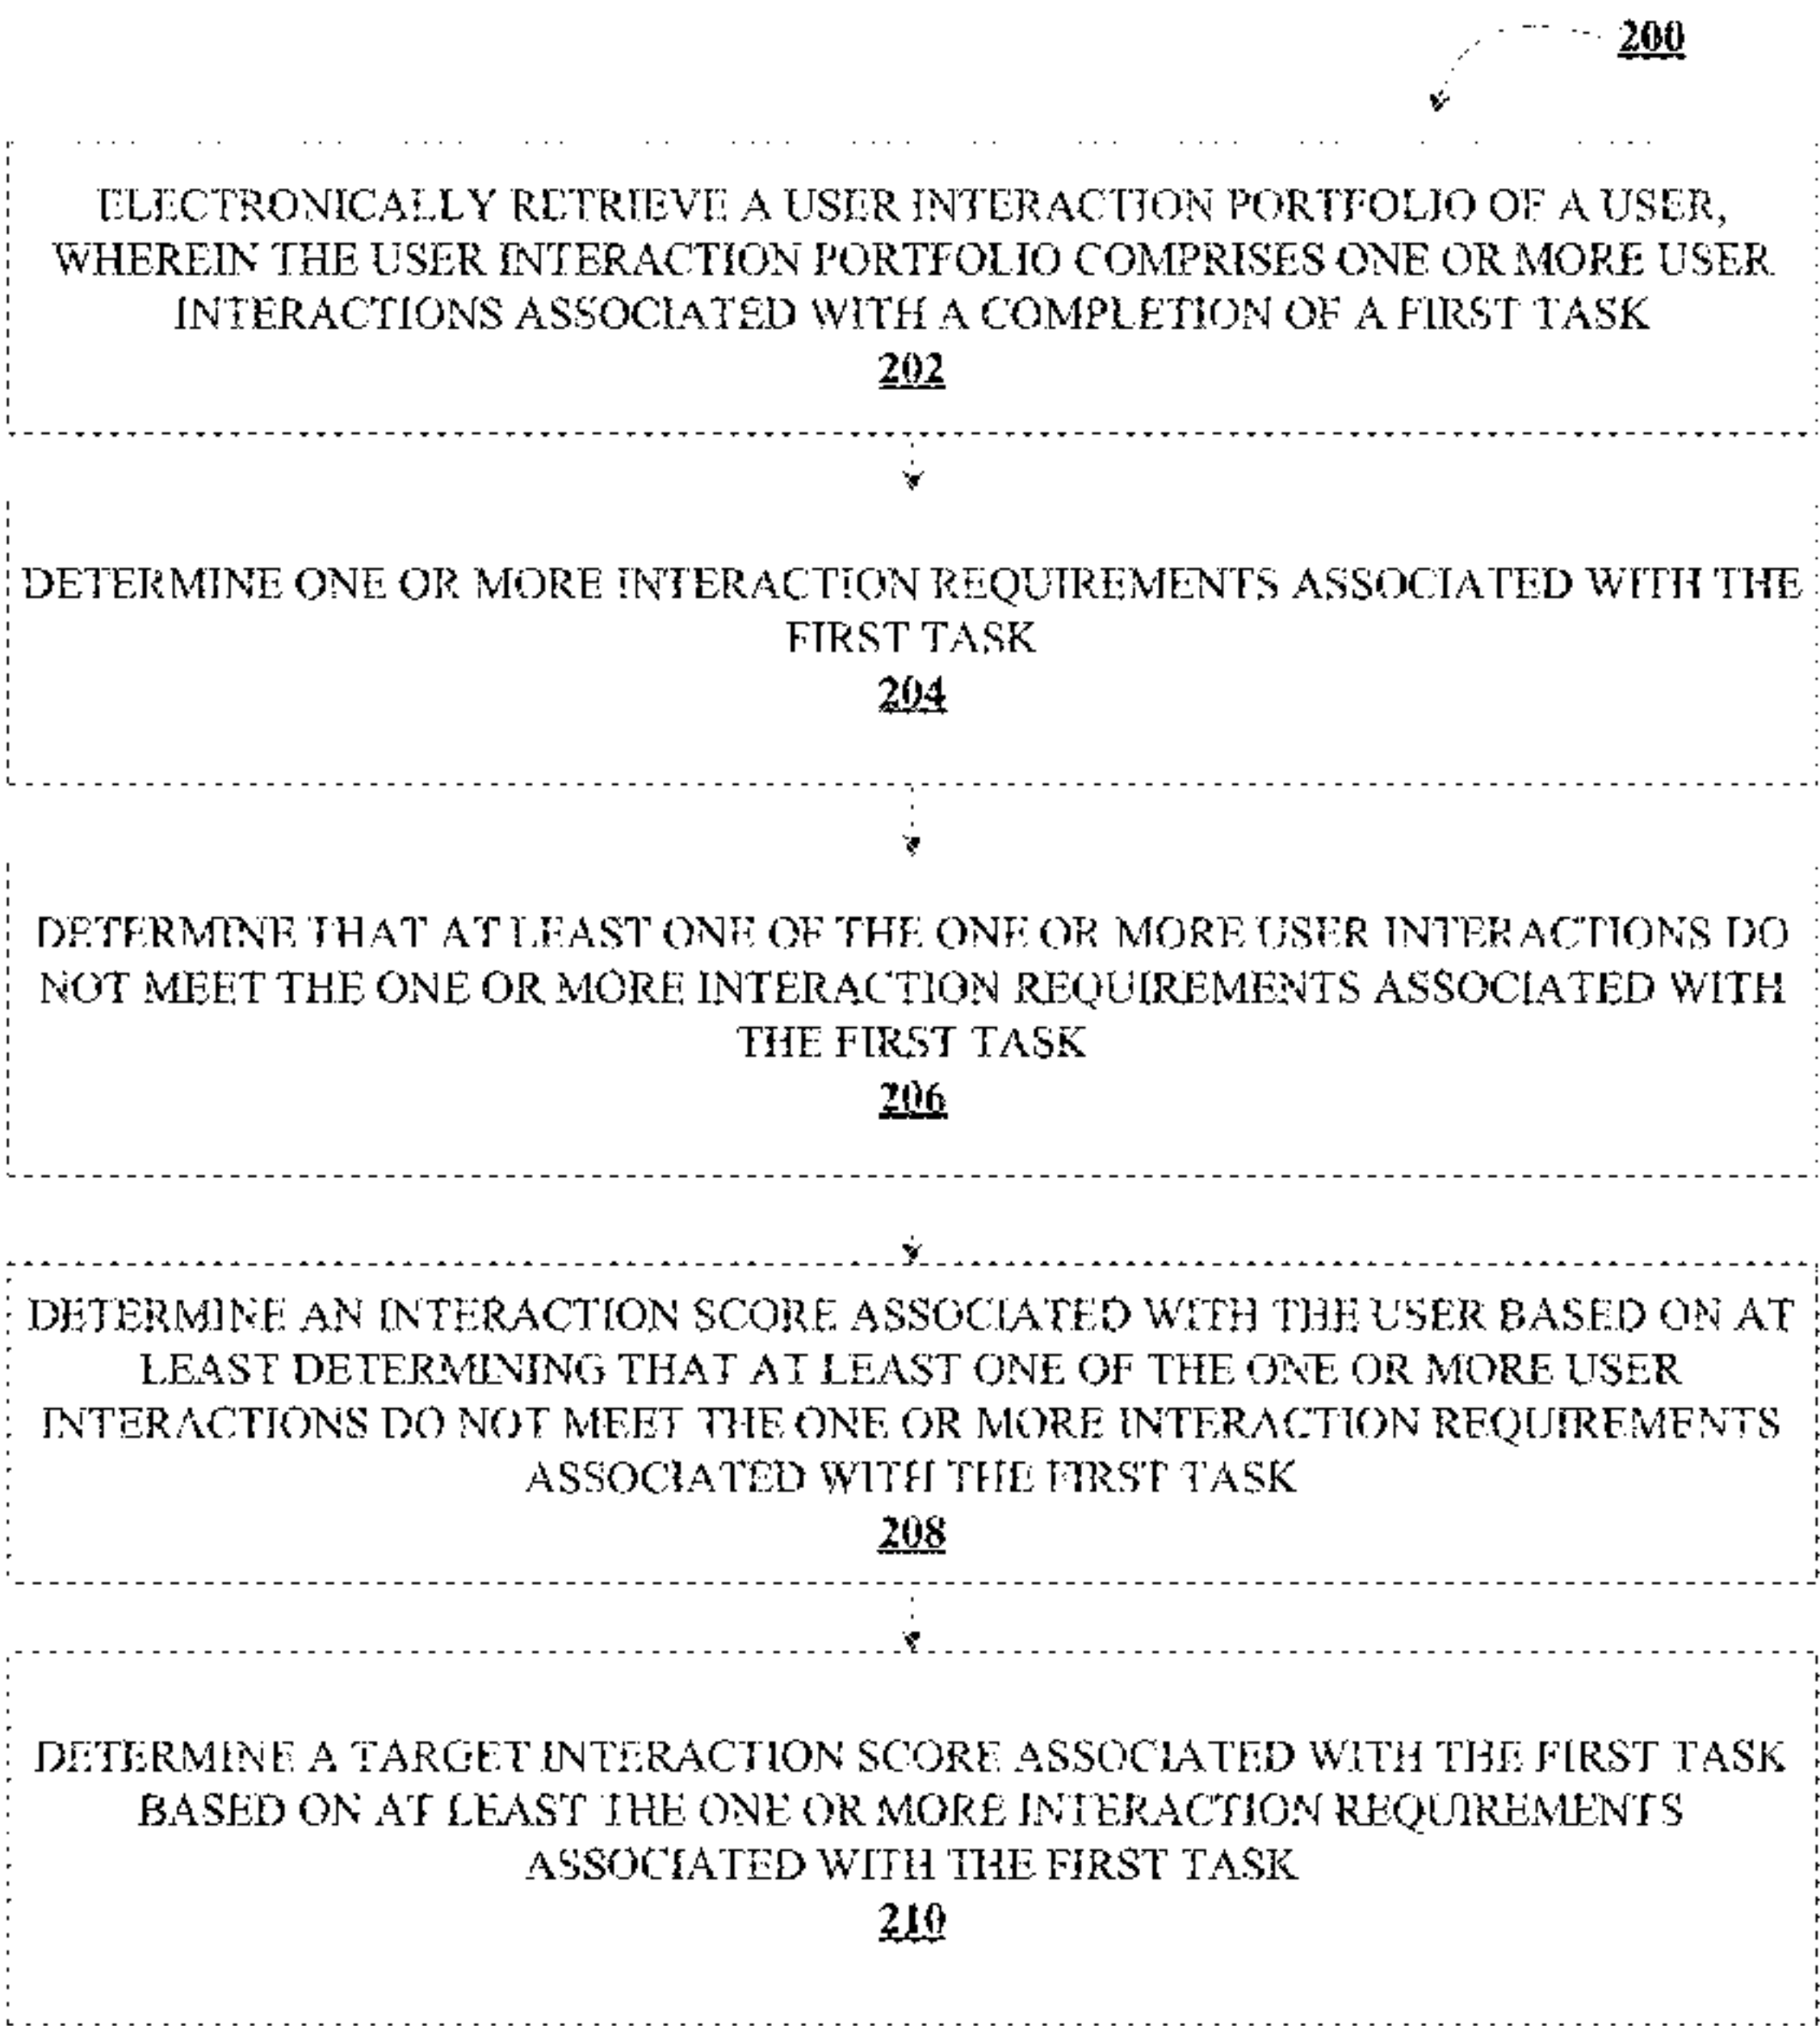 200
ELECTRONICALLY RETRIEVE A USER INTERACTION PORTFOLIO OF A USER,
WHEREIN THE USER INTERACTION PORTFOLIO COMPRISES ONE OR MORE USER
INTERACTIONS ASSOCIATED WITH A COMPLETION OF A FIRST TASK
202
DETERMINE ONE OR MORE INTERACTION REQUIREMENTS ASSOCIATED WITH THE
FIRST TASK
204
DETERMINE THAT AT LEAST ONE OF THE ONE OR MORE USER INTERACTIONS DO
NOT MEET THE ONE OR MORE INTERACTION REQUIREMENTS ASSOCIATED WITH
THE FIRST TASK
206
DETERMINE AN INTERACTION SCORE ASSOCIATED WITH THE USER BASED ON AT
LEAST DETERMINING THAT AT LEAST ONE OF THE ONE OR MORE USER
INTERACTIONS DO NOT MEET THE ONE OR MORE INTERACTION REQUIREMENTS
ASSOCIATED WITH THE FIRST TASK
208
DETERMINE A TARGET INTERACTION SCORE ASSOCIATED WITH THE FIRST TASK
BASED ON AT LEAST THE ONE OR MORE INTERACTION REQUIREMENTS
ASSOCIATED WITH THE FIRST TASK
210